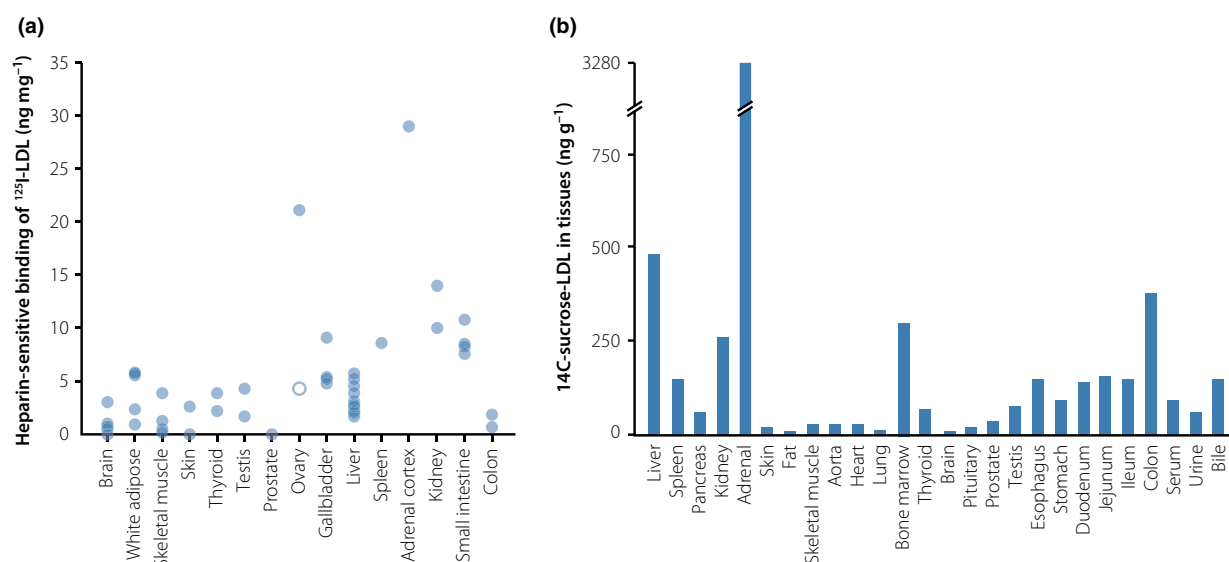 (a)
Heparin-sensitive binding of ¹²⁵I-LDL (ng mg⁻¹)
35
30
25
20
15
10
5
0
Brain
White adipose
Skeletal muscle
Skin
Thyroid
Testis
Prostate
Ovary
Gallbladder
Liver
Spleen
Adrenal cortex
Kidney
Small intestine
Colon
(b)
14C-sucrose-LDL in tissues (ng g⁻¹)
3280
750
500
250
0
Liver
Spleen
Pancreas
Kidney
Adrenal
Skin
Fat
Skeletal muscle
Aorta
Heart
Lung
Bone marrow
Thyroid
Brain
Pituitary
Prostate
Testis
Esophagus
Stomach
Duodenum
Jejunum
Ileum
Colon
Serum
Urine
Bile